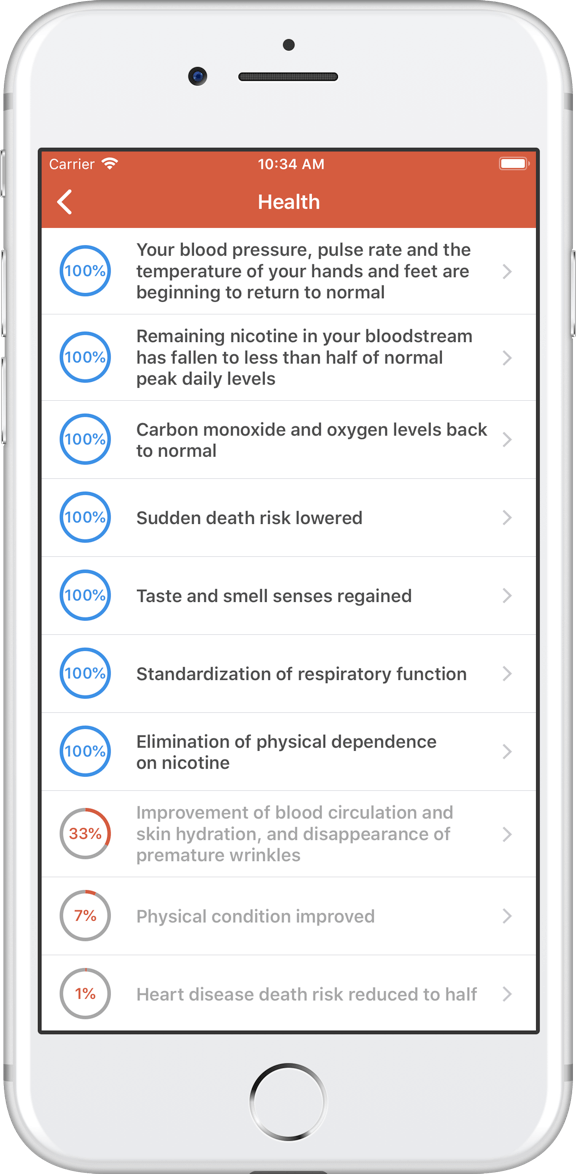 Carrier 10:34 AM
Health
100%
Your blood pressure, pulse rate and the
temperature of your hands and feet are
beginning to return to normal
100%
Remaining nicotine in your bloodstream
has fallen to less than half of normal
peak daily levels
100%
Carbon monoxide and oxygen levels back
to normal
100%
Sudden death risk lowered
100%
Taste and smell senses regained
100%
Standardization of respiratory function
100%
Elimination of physical dependence
on nicotine
33%
Improvement of blood circulation and
skin hydration, and disappearance of
premature wrinkles
7%
Physical condition improved
1%
Heart disease death risk reduced to half